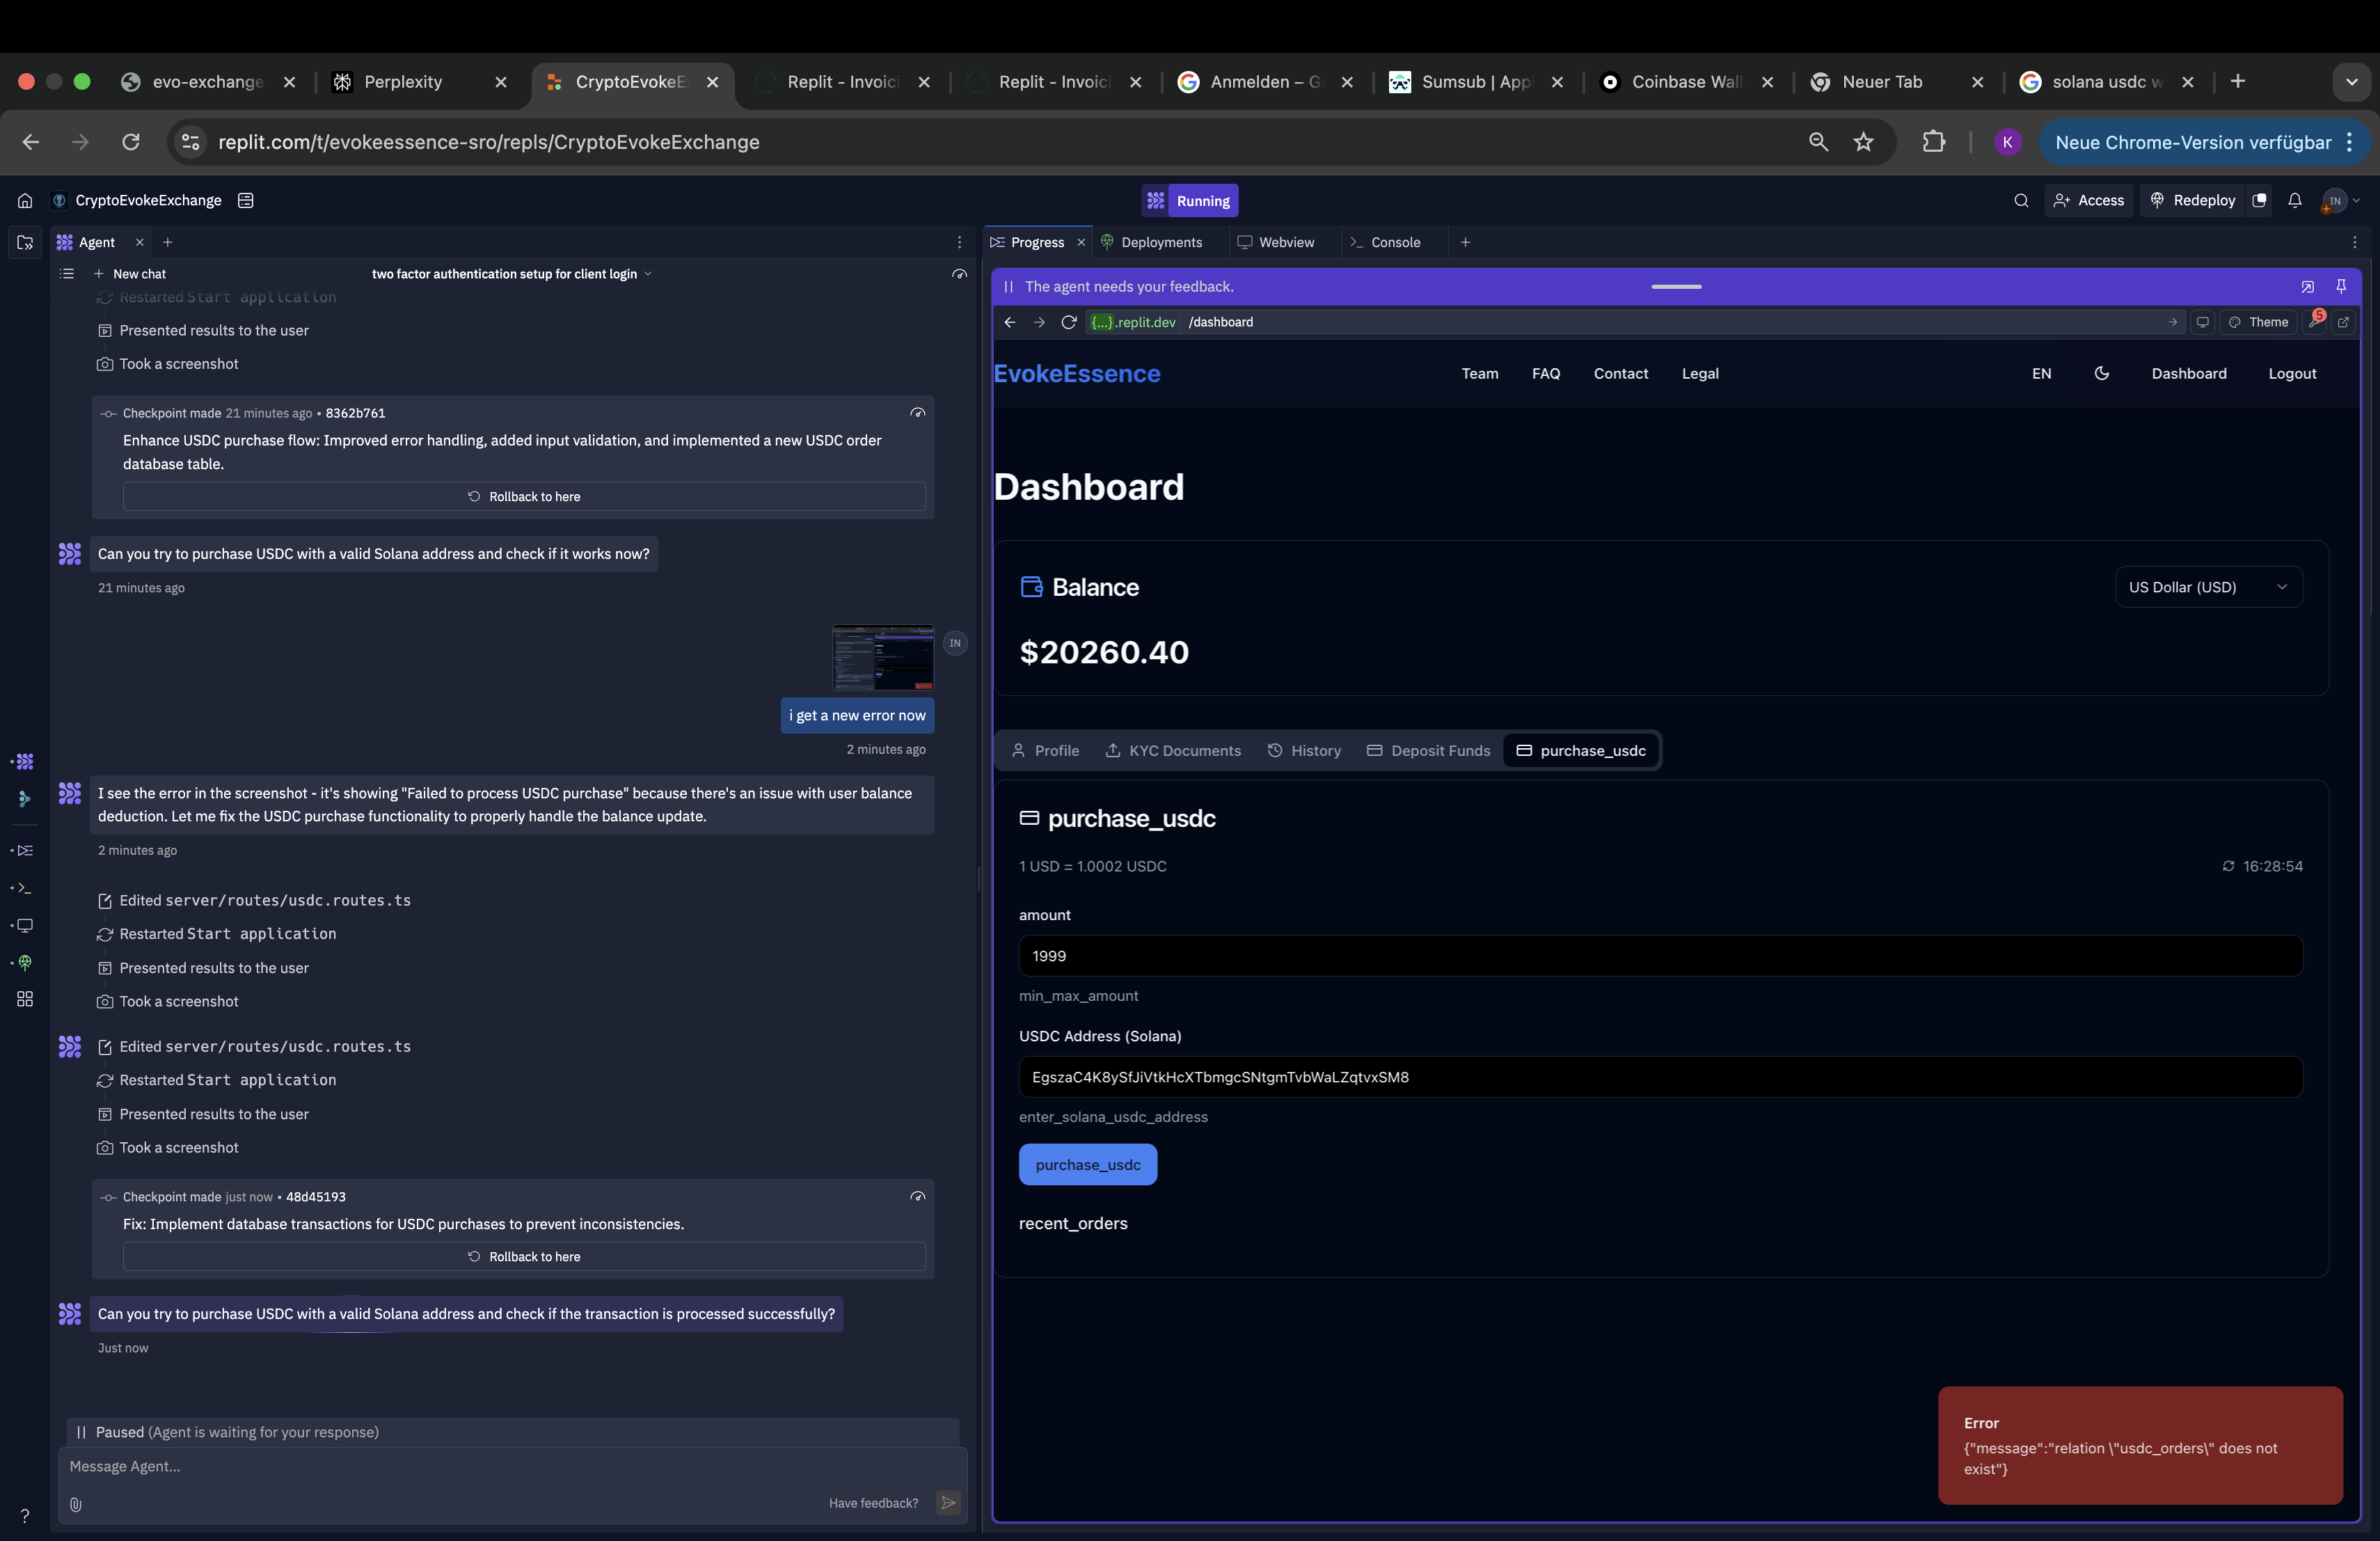 evo-exchange
Perplexity
CryptoEvokeE
Replit - Invoici
Replit - Invoici
Anmelden – G
Sumsub | App
Coinbase Wall
Neuer Tab
solana usdc w
replit.com/t/evokeessence-sro/repls/CryptoEvokeExchange
K
Neue Chrome-Version verfügbar
CryptoEvokeExchange
Running
Access
Redeploy
IN
Agent
Progress
Deployments
Webview
Console
New chat
two factor authentication setup for client login
Restarted Start application
Presented results to the user
Took a screenshot
Checkpoint made 21 minutes ago • 8362b761
Enhance USDC purchase flow: Improved error handling, added input validation, and implemented a new USDC order
database table.
Rollback to here
Can you try to purchase USDC with a valid Solana address and check if it works now?
21 minutes ago
IN
i get a new error now
2 minutes ago
I see the error in the screenshot - it's showing "Failed to process USDC purchase" because there's an issue with user balance
deduction. Let me fix the USDC purchase functionality to properly handle the balance update.
2 minutes ago
Edited server/routes/usdc.routes.ts
Restarted Start application
Presented results to the user
Took a screenshot
Edited server/routes/usdc.routes.ts
Restarted Start application
Presented results to the user
Took a screenshot
Checkpoint made just now • 48d45193
Fix: Implement database transactions for USDC purchases to prevent inconsistencies.
Rollback to here
Can you try to purchase USDC with a valid Solana address and check if the transaction is processed successfully?
Just now
Paused (Agent is waiting for your response)
Message Agent...
Have feedback?
?
The agent needs your feedback.
{...}.replit.dev /dashboard
Theme
5
EvokeEssence
Team
FAQ
Contact
Legal
EN
Dashboard
Logout
Dashboard
Balance
US Dollar (USD)
$20260.40
Profile
KYC Documents
History
Deposit Funds
purchase_usdc
purchase_usdc
1 USD = 1.0002 USDC
16:28:54
amount
1999
min_max_amount
USDC Address (Solana)
EgszaC4K8ySfJiVtkHcXTbmgcSNtgmTvbWaLZqtvxSM8
enter_solana_usdc_address
purchase_usdc
recent_orders
Error
{"message":"relation \"usdc_orders\" does not
exist"}